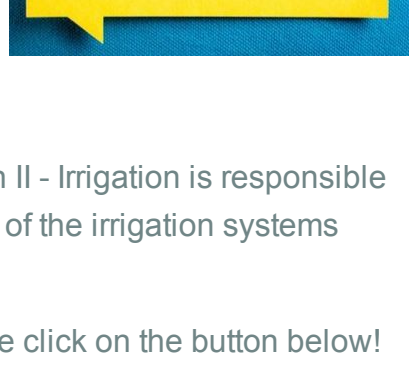 II - Irrigation is responsible
of the irrigation systems
click on the button below!